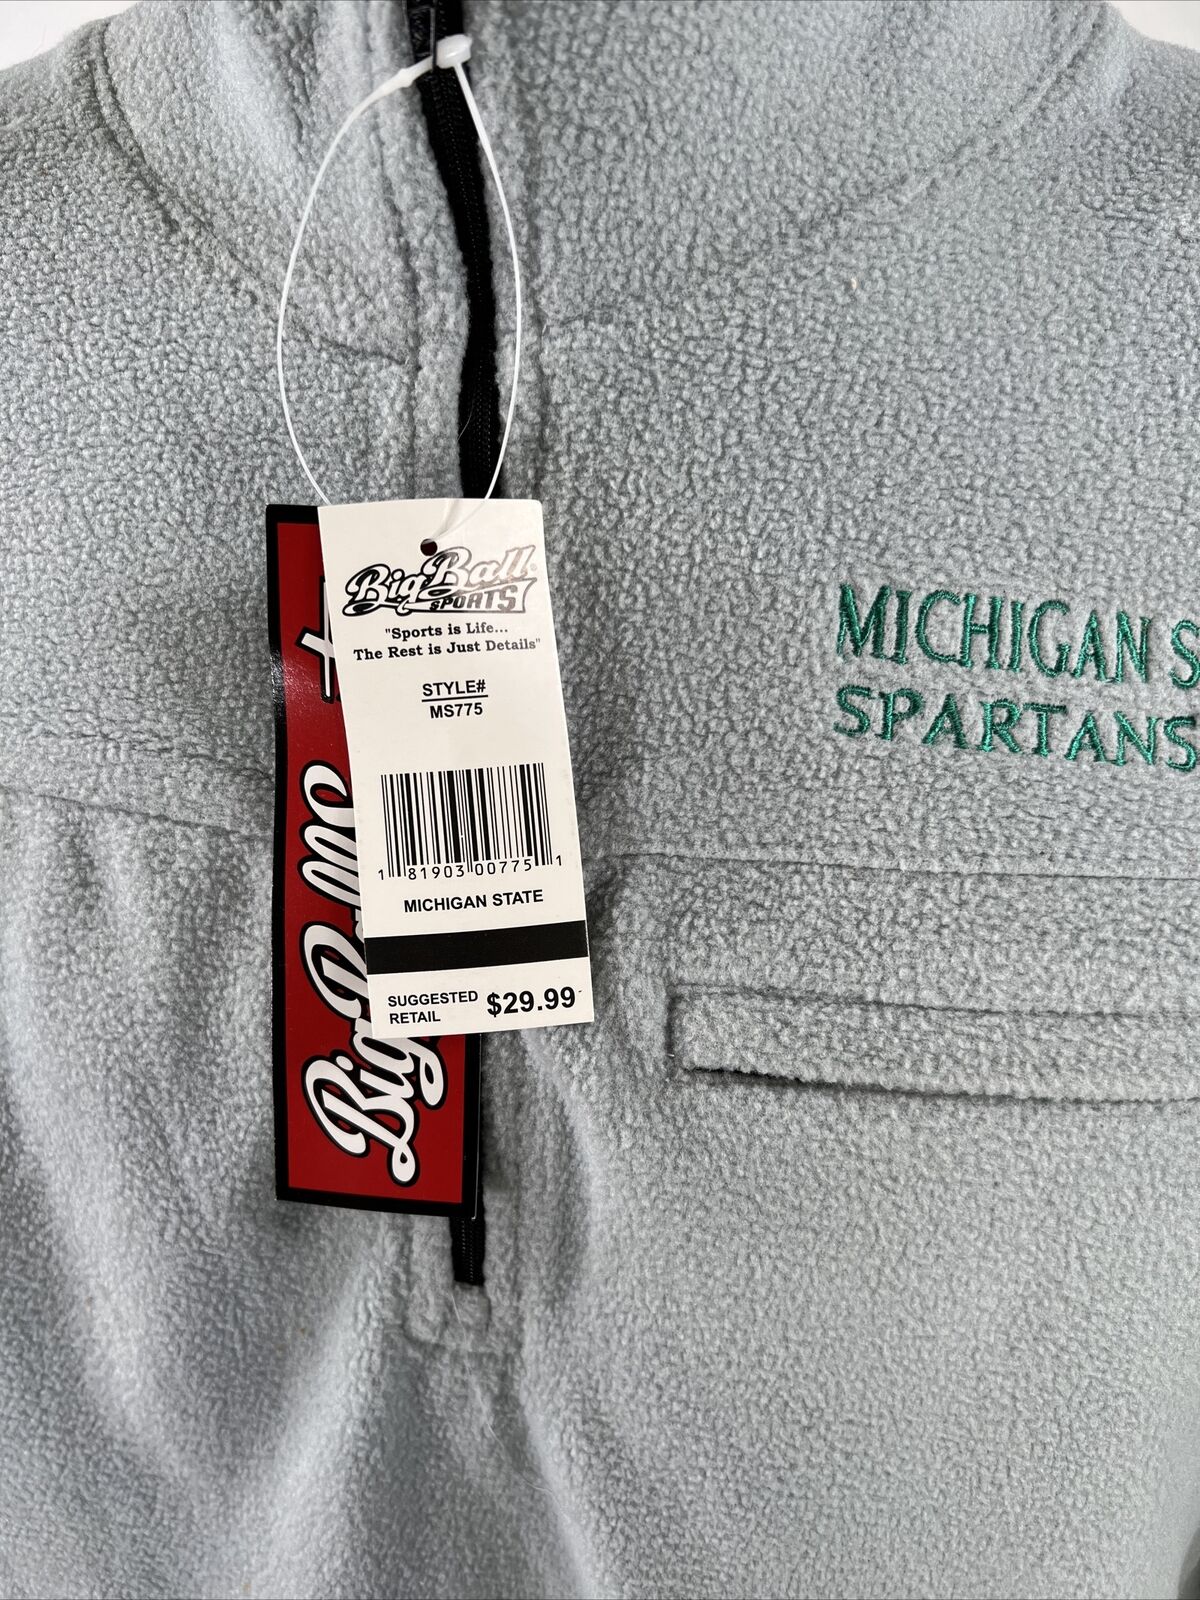 Big Ball
SPORTS
"Sports is Life...
The Rest is Just Details"
STYLE#
MS775
1 81903 00775 1
MICHIGAN STATE
SUGGESTED
RETAIL $29.99
Big
MICHIGAN S
SPARTANS